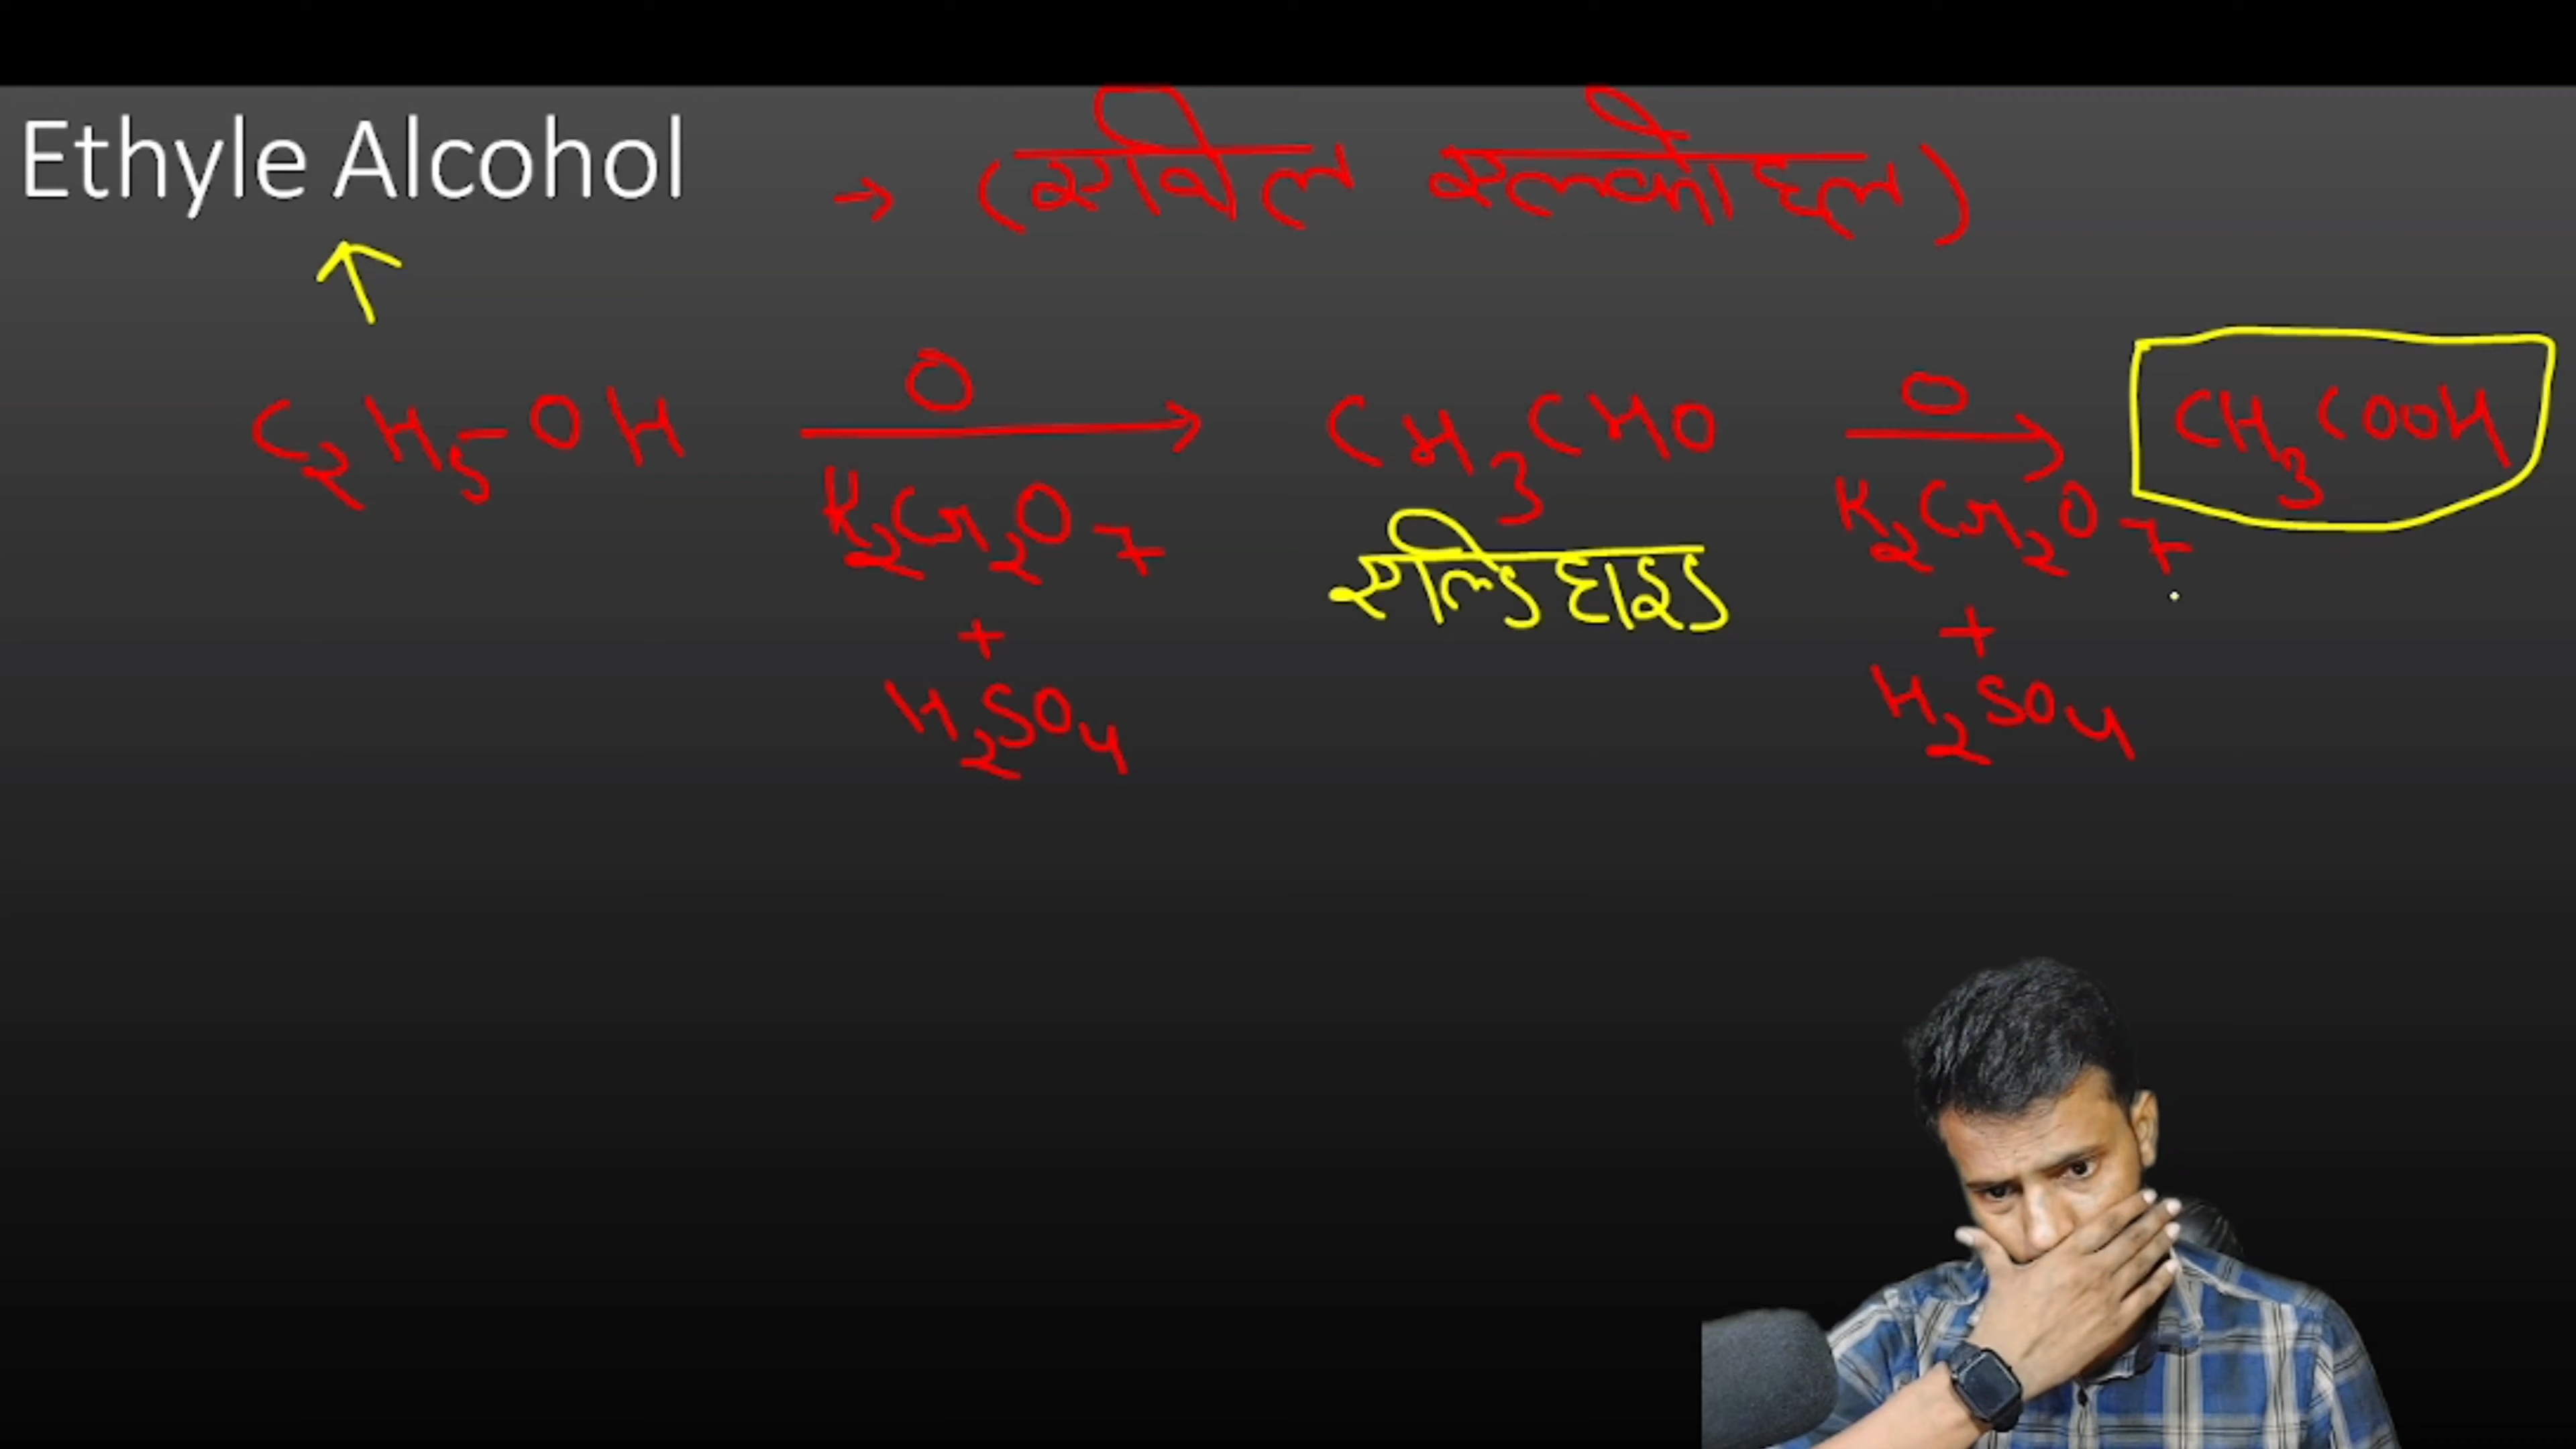 Ethyle Alcohol → (एथिल एल्कोहल)
C₂H₅-OH O CH₃CHO O CH₃COOH
K₂Cr₂O₇ K₂Cr₂O₇
एल्डिहाइड
+ +
H₂SO₄ H₂SO₄